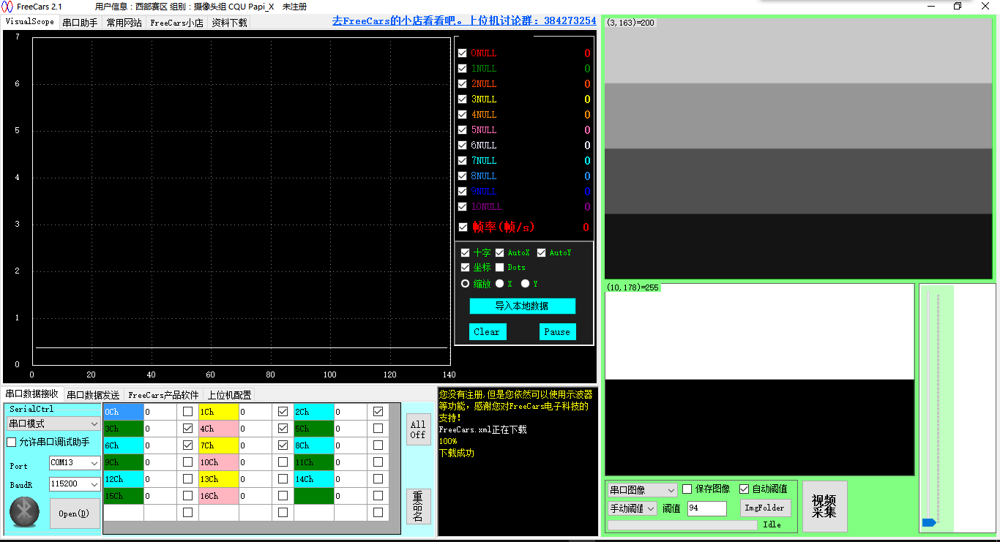 FreeCars 2.1 用户信息：西部赛区 组别：摄像头组 CQU Papi_X 未注册
VisualScope 串口助手 常用网站 FreeCars小店 资料下载
去FreeCars的小店看看吧。上位机讨论群：384273254
7
6
5
4
3
2
1
0
0 20 40 60 80 100 120 140
0NULL 0
1NULL 0
2NULL 0
3NULL 0
4NULL 0
5NULL 0
6NULL 0
7NULL 0
8NULL 0
9NULL 0
10NULL 0
帧率(帧/s) 0
十字 AutoX AutoY
坐标 Dots
缩放 X Y
导入本地数据
Clear Pause
(3,163)=200
(10,178)=255
串口数据接收 串口数据发送 FreeCars产品软件 上位机配置
SerialCtrl
串口模式
允许串口调试助手
Port COM13
BaudR 115200
Open(D)
0Ch 0 1Ch 0 2Ch 0
3Ch 0 4Ch 0 5Ch 0
6Ch 0 7Ch 0 8Ch 0
9Ch 0 10Ch 0 11Ch 0
12Ch 0 13Ch 0 14Ch 0
15Ch 0 16Ch 0 0
All
Off
重命名
您没有注册,但是您依然可以使用示波器
等功能，感谢您对FreeCars电子科技的
支持!
FreeCars.xml正在下载
100%
下载成功
串口图像 保存图像 自动阈值
手动阈值 阈值 94 ImgFolder
Idle
视频
采集